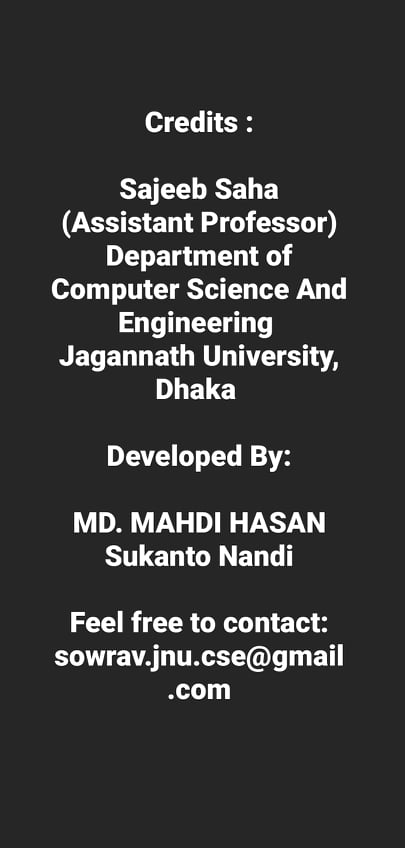 Credits :
Sajeeb Saha
(Assistant Professor)
Department of
Computer Science And
Engineering
Jagannath University,
Dhaka
Developed By:
MD. MAHDI HASAN
Sukanto Nandi
Feel free to contact:
sowrav.jnu.cse@gmail
.com